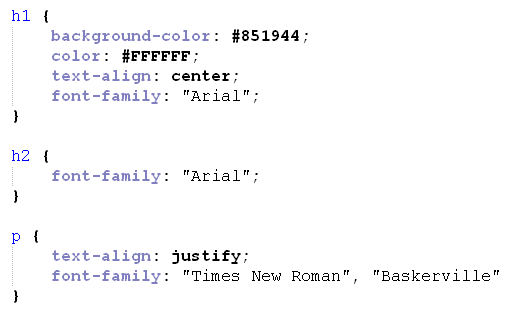 h1 {
    background-color: #851944;
    color: #FFFFFF;
    text-align: center;
    font-family: "Arial";
}
h2 {
    font-family: "Arial";
}
p {
    text-align: justify;
    font-family: "Times New Roman", "Baskerville"
}